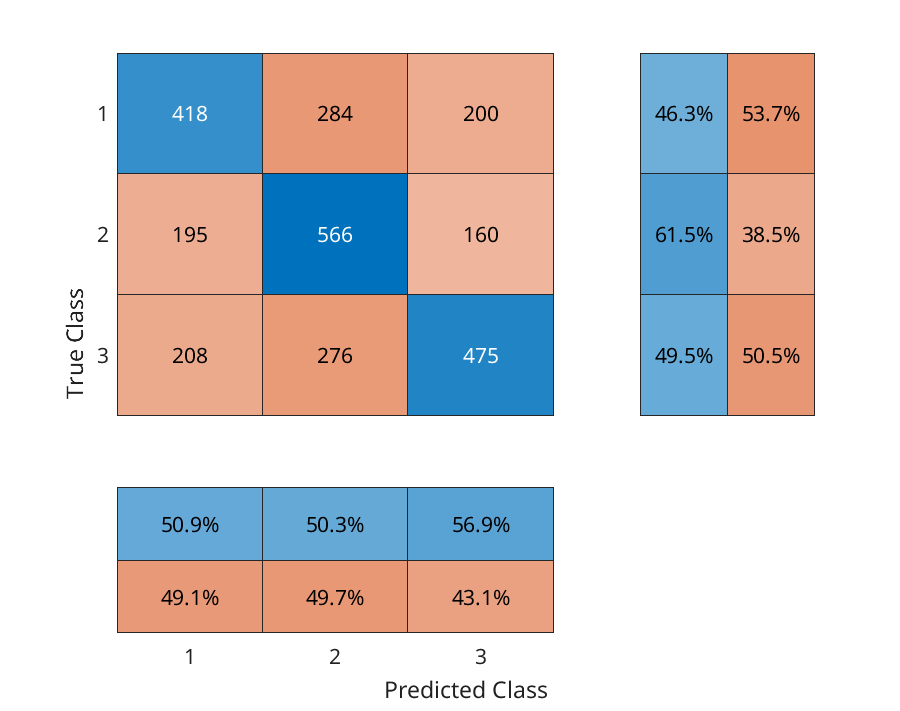 1 418 284 200 46.3% 53.7%
2 195 566 160 61.5% 38.5%
True Class
3 208 276 475 49.5% 50.5%
50.9% 50.3% 56.9%
49.1% 49.7% 43.1%
1 2 3
Predicted Class